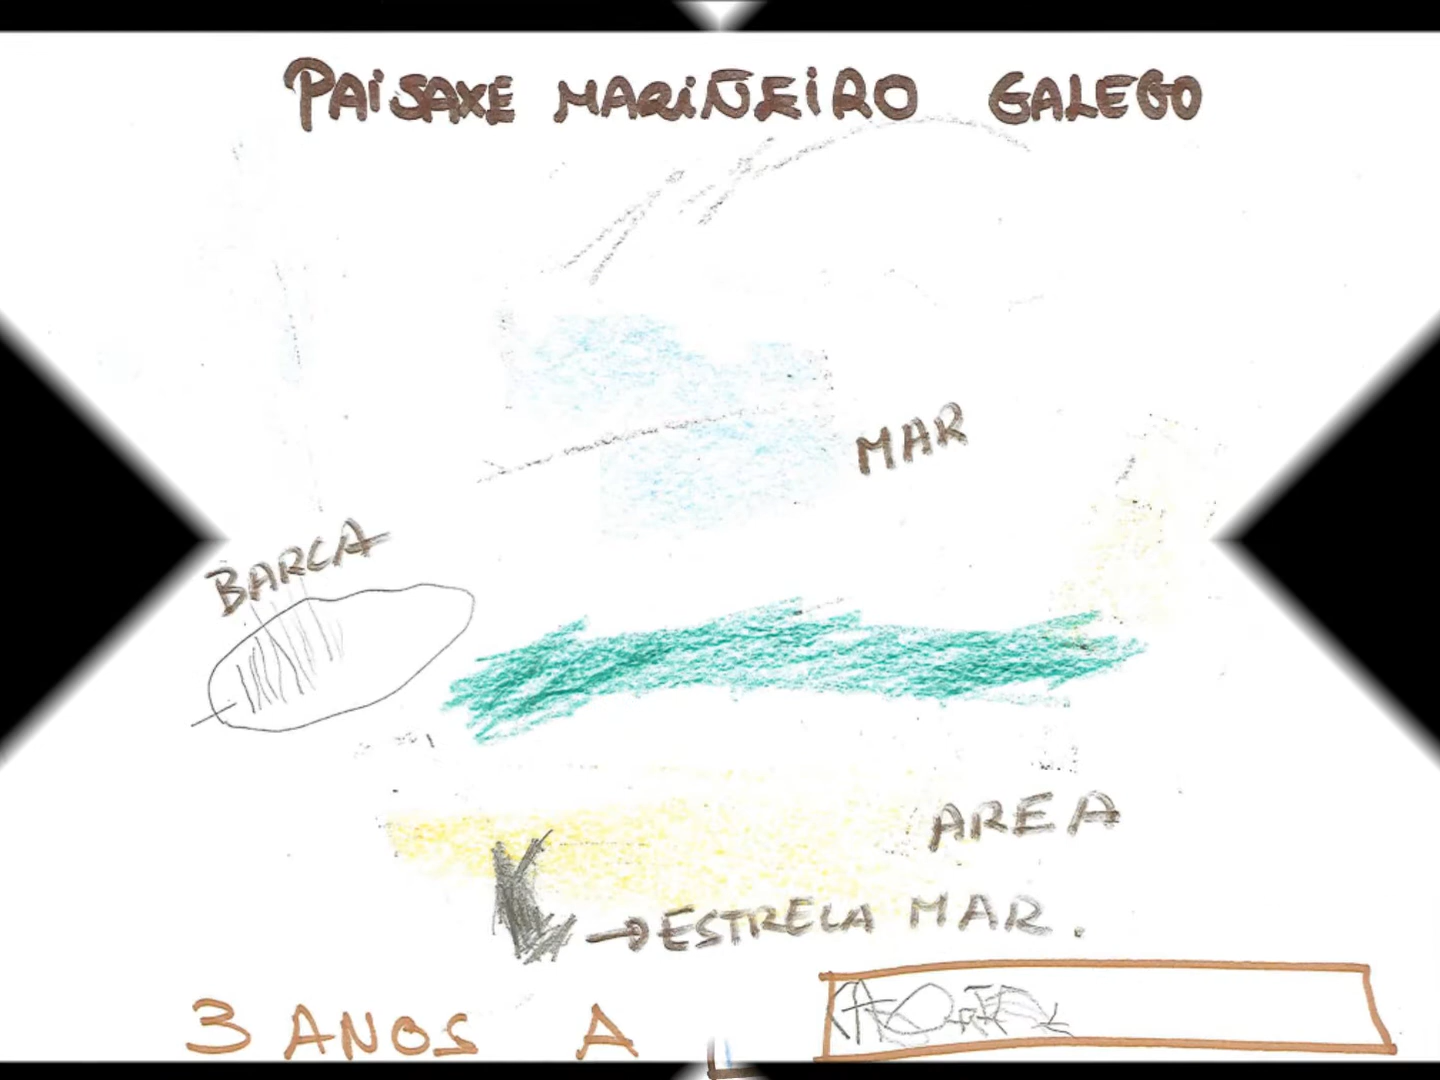 PAISAXE MARIÑEIRO GALEGO
MAR
BARCA
AREA
→ ESTRELA MAR.
3 ANOS A